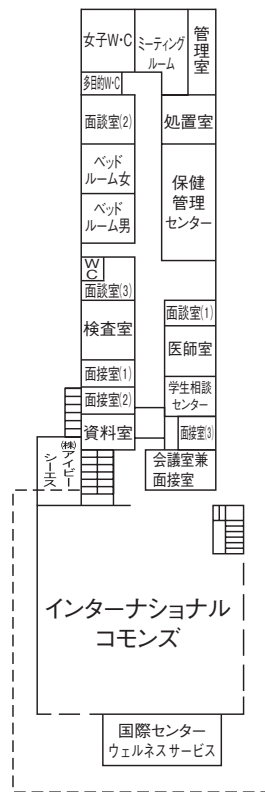 女子W・C
ミーティング
ルーム
管理室
多目的W・C
面談室⑵
処置室
ベッド
ルーム女
保健
管理
センター
ベッド
ルーム男
WC
面談室⑶
面談室⑴
検査室
医師室
面接室⑴
学生相談
センター
面接室⑵
資料室
面接室⑶
㈱アイビー
シーエス
会議室兼
面接室
インターナショナル
コモンズ
国際センター
ウェルネスサービス